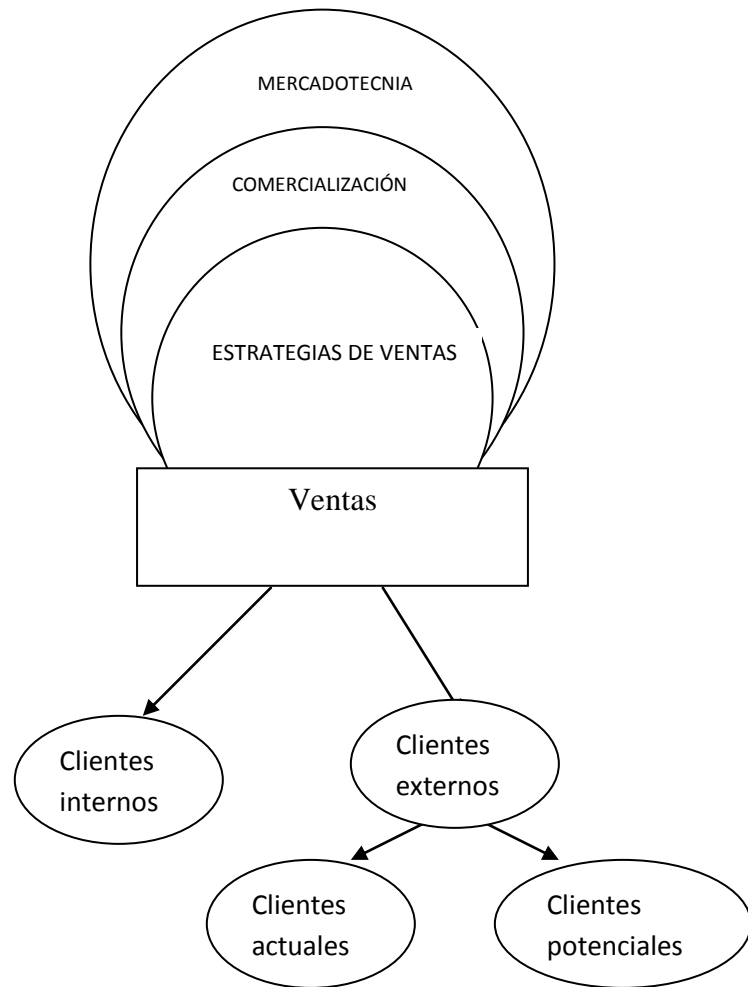 MERCADOTECNIA
COMERCIALIZACIÓN
ESTRATEGIAS DE VENTAS
Ventas
Clientes
internos
Clientes
externos
Clientes
actuales
Clientes
potenciales